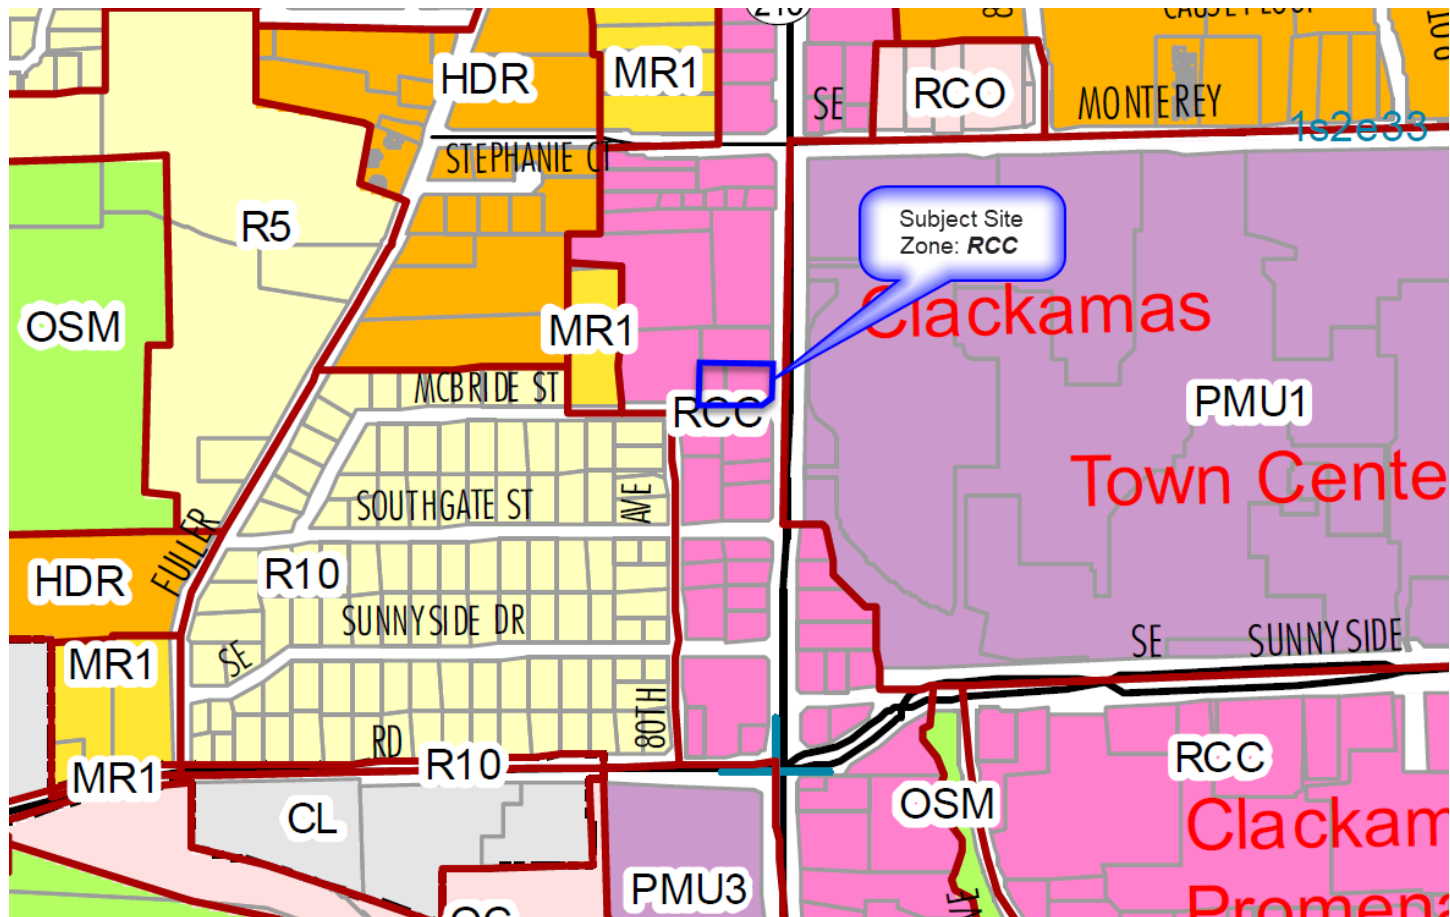 HDR
MR1
SE
RCO
MONTEREY
1s2e33
STEPHANIE CT
R5
Subject Site
Zone: RCC
Clackamas
OSM
MR1
MCBRIDE ST
RCC
PMU1
Town Cente
SOUTHGATE ST
AVE
FULLER
HDR
R10
SUNNYSIDE DR
SE
SUNNYSIDE
MR1
SE
80TH
RD
R10
MR1
RCC
CL
OSM
Clackam
PMU3
Promena